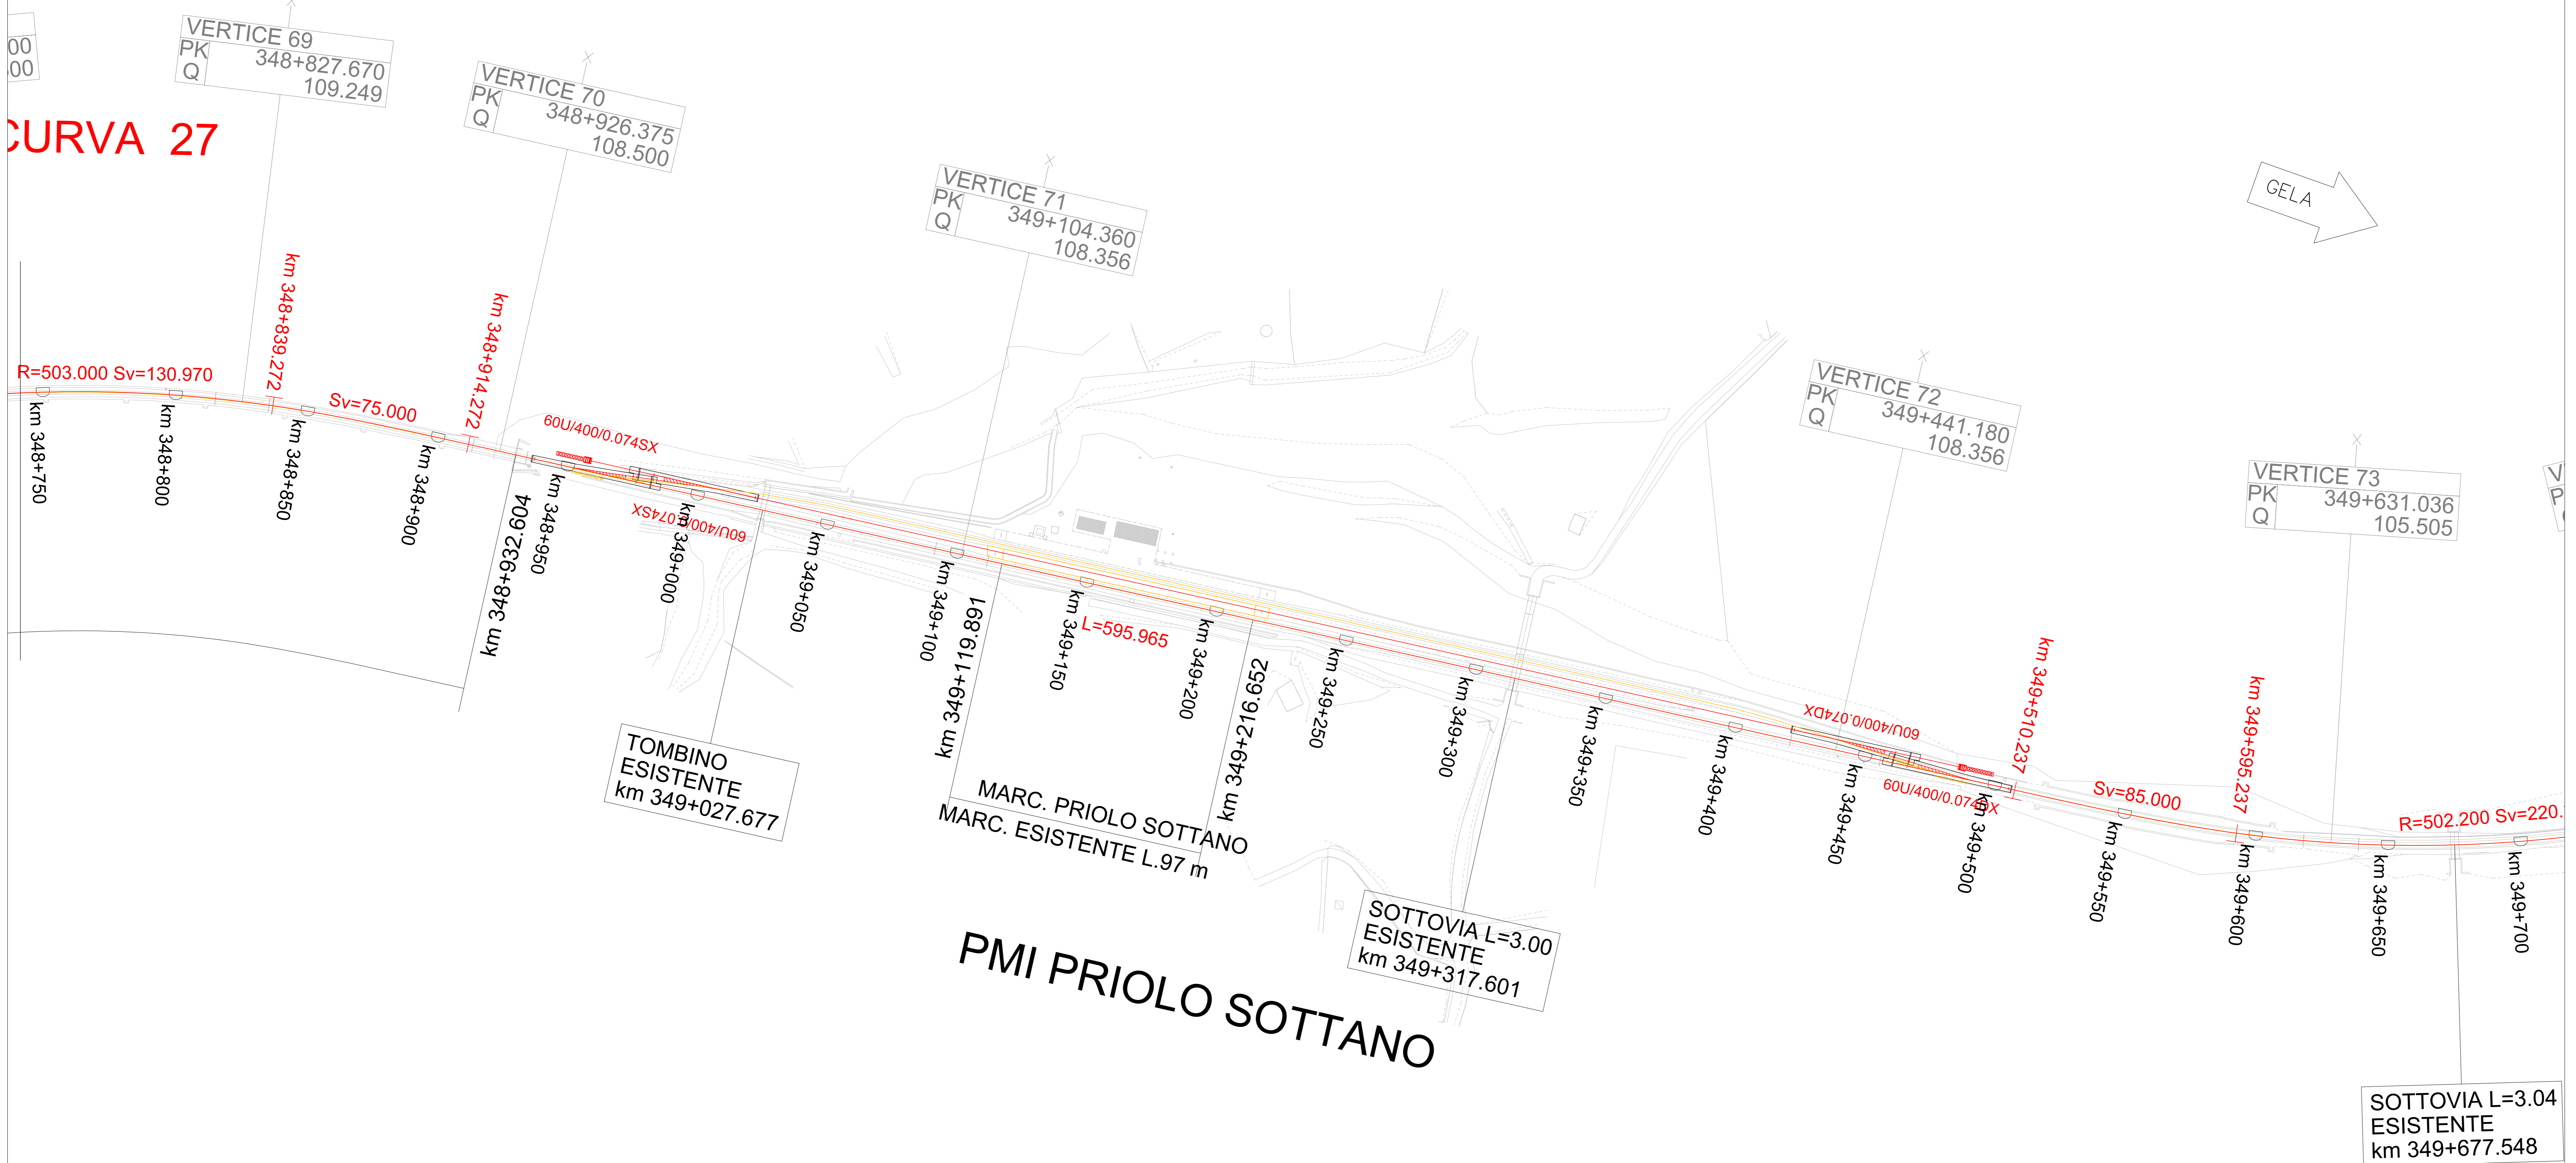 00
00
VERTICE 69
PK 348+827.670
Q 109.249
VERTICE 70
PK 348+926.375
Q 108.500
VERTICE 71
PK 349+104.360
Q 108.356
VERTICE 72
PK 349+441.180
Q 108.356
VERTICE 73
PK 349+631.036
Q 105.505
V
P
CURVA 27
GELA
R=503.000 Sv=130.970
km 348+839.272
Sv=75.000
km 348+914.272
60U/400/0.074SX
60U/400/0.074SX
L=595.965
60U/400/0.074DX
60U/400/0.074DX
km 349+510.237
Sv=85.000
km 349+595.237
R=502.200 Sv=220.
km 348+750
km 348+800
km 348+850
km 348+900
km 348+932.604
km 348+950
km 349+000
km 349+050
km 349+100
km 349+119.891
km 349+150
km 349+200
km 349+216.652
km 349+250
km 349+300
km 349+350
km 349+400
km 349+450
km 349+500
km 349+550
km 349+600
km 349+650
km 349+700
TOMBINO
ESISTENTE
km 349+027.677
MARC. PRIOLO SOTTANO
MARC. ESISTENTE L.97 m
SOTTOVIA L=3.00
ESISTENTE
km 349+317.601
PMI PRIOLO SOTTANO
SOTTOVIA L=3.04
ESISTENTE
km 349+677.548